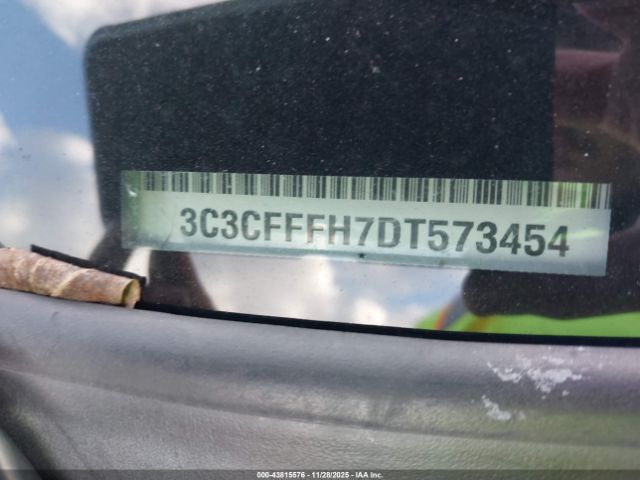 3C3CFFFH7DT573454
000-43815576 | 11/28/2025 | IAA Inc.